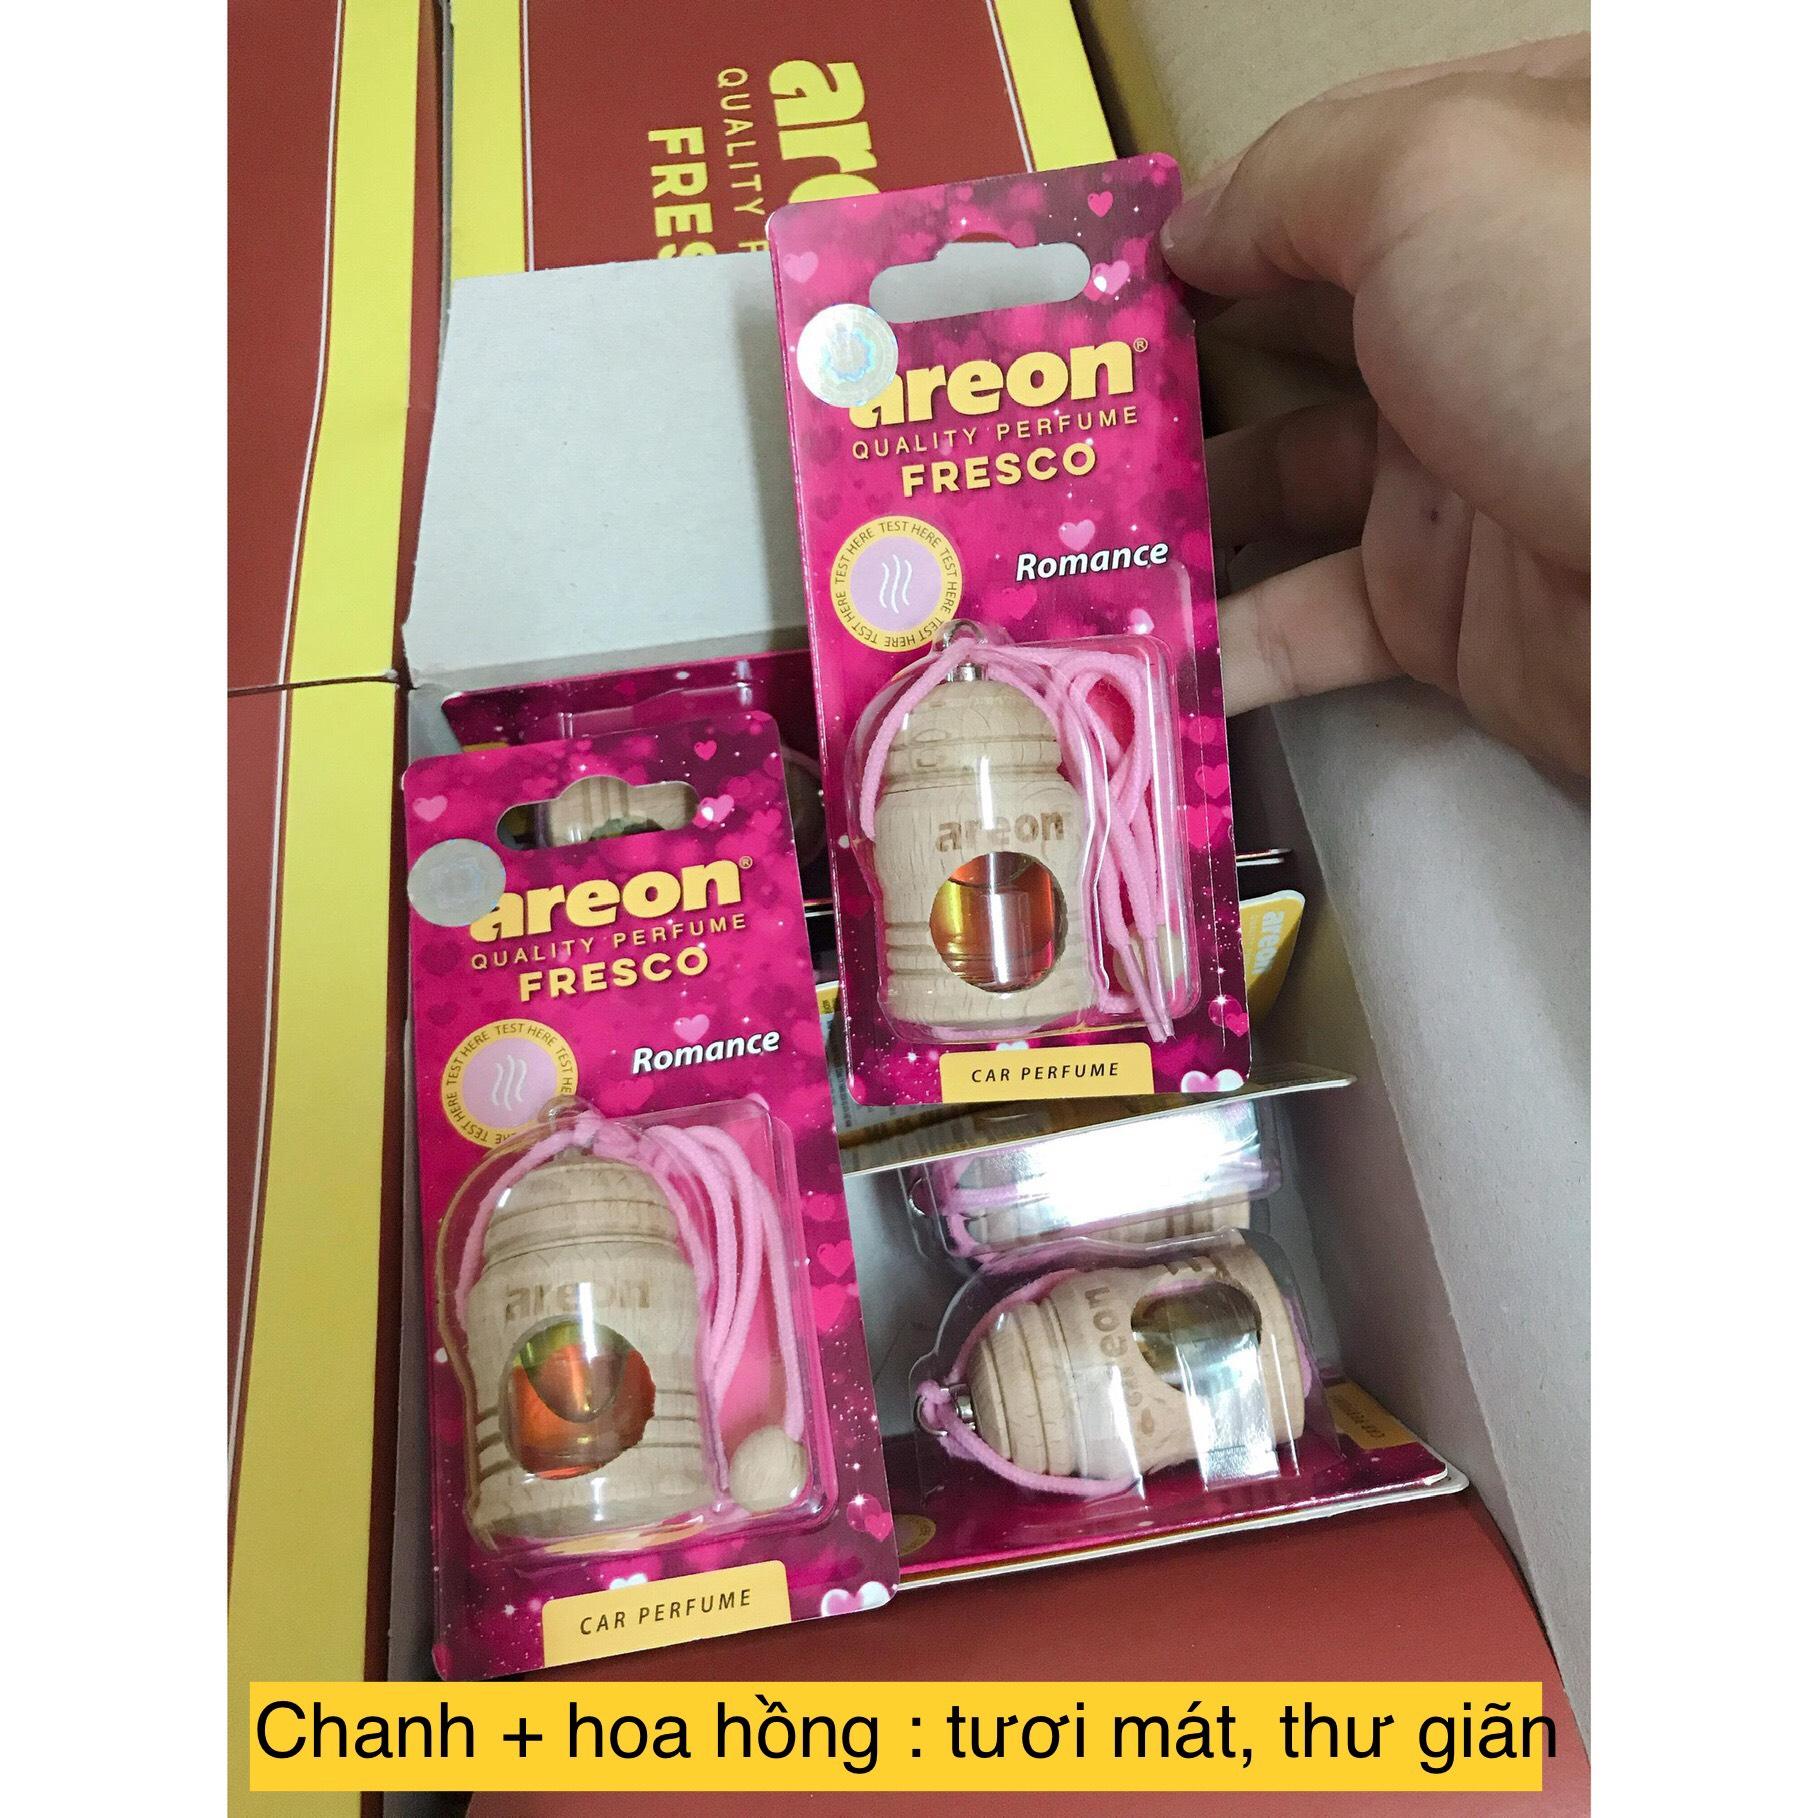 QUALITY
areon®
QUALITY PERFUME
FRESCO
TEST HERE TEST HERE TEST HERE TEST HERE
Romance
areon
CAR PERFUME
areon®
QUALITY PERFUME
FRESCO
TEST HERE TEST HERE TEST HERE
Romance
areon
CAR PERFUME
areon
areon
Chanh + hoa hồng : tươi mát, thư giãn